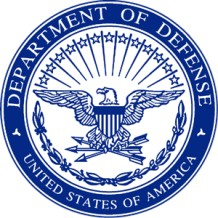 DEPARTMENT OF DEFENSE
UNITED STATES OF AMERICA